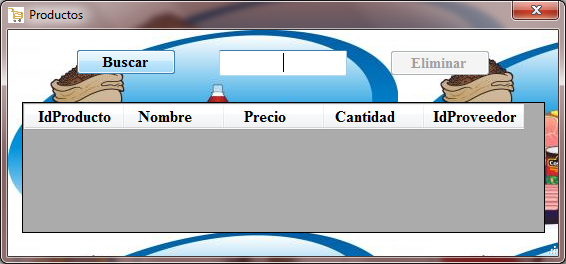 Productos
Buscar
Eliminar
IdProducto Nombre Precio Cantidad IdProveedor